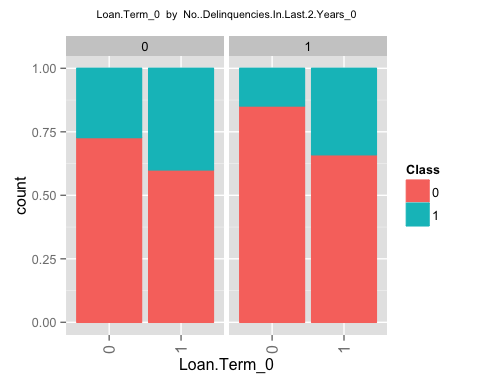 Loan.Term_0 by No..Delinquencies.In.Last.2.Years_0
0 1
1.00
0.75
0.50
0.25
0.00
count
0 1 0 1
Loan.Term_0
Class
0
1